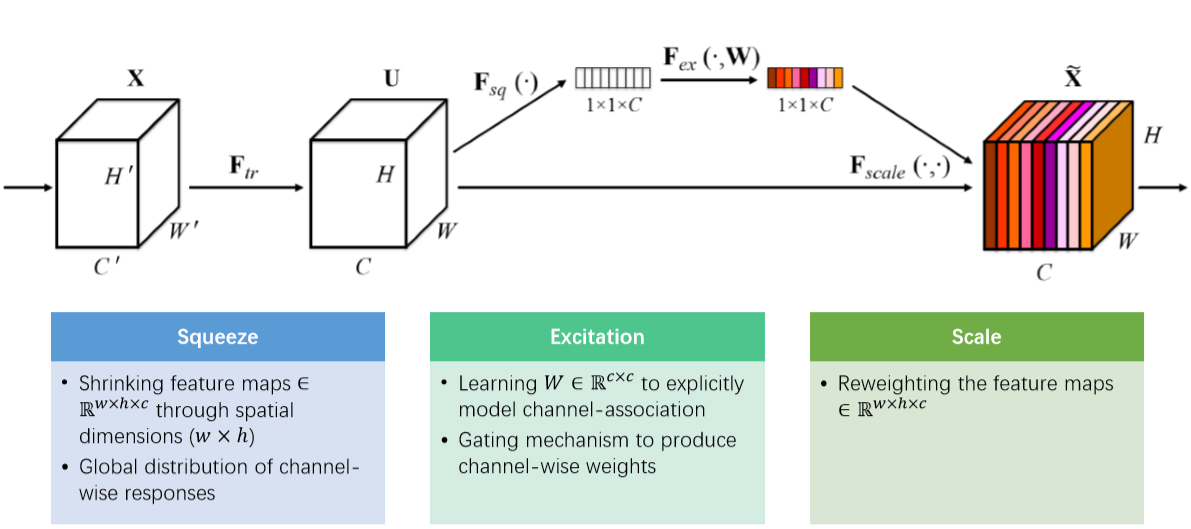 X
U
F_sq (·)
F_ex (·,W)
1×1×C
1×1×C
X̃
H'
F_tr
H
F_scale (·,·)
H
W'
W
W
C'
C
C
Squeeze
• Shrinking feature maps ∈
ℝ^{w×h×c} through spatial
dimensions (w × h)
• Global distribution of channel-
wise responses
Excitation
• Learning W ∈ ℝ^{c×c} to explicitly
model channel-association
• Gating mechanism to produce
channel-wise weights
Scale
• Reweighting the feature maps
∈ ℝ^{w×h×c}